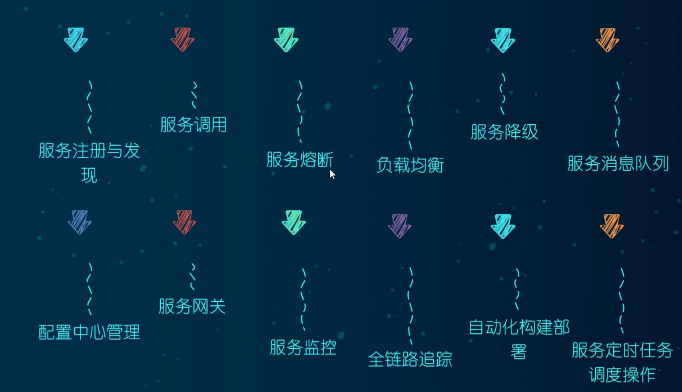 服务注册与发
现
服务调用
服务熔断
负载均衡
服务降级
服务消息队列
配置中心管理
服务网关
服务监控
全链路追踪
自动化构建部
署
服务定时任务
调度操作